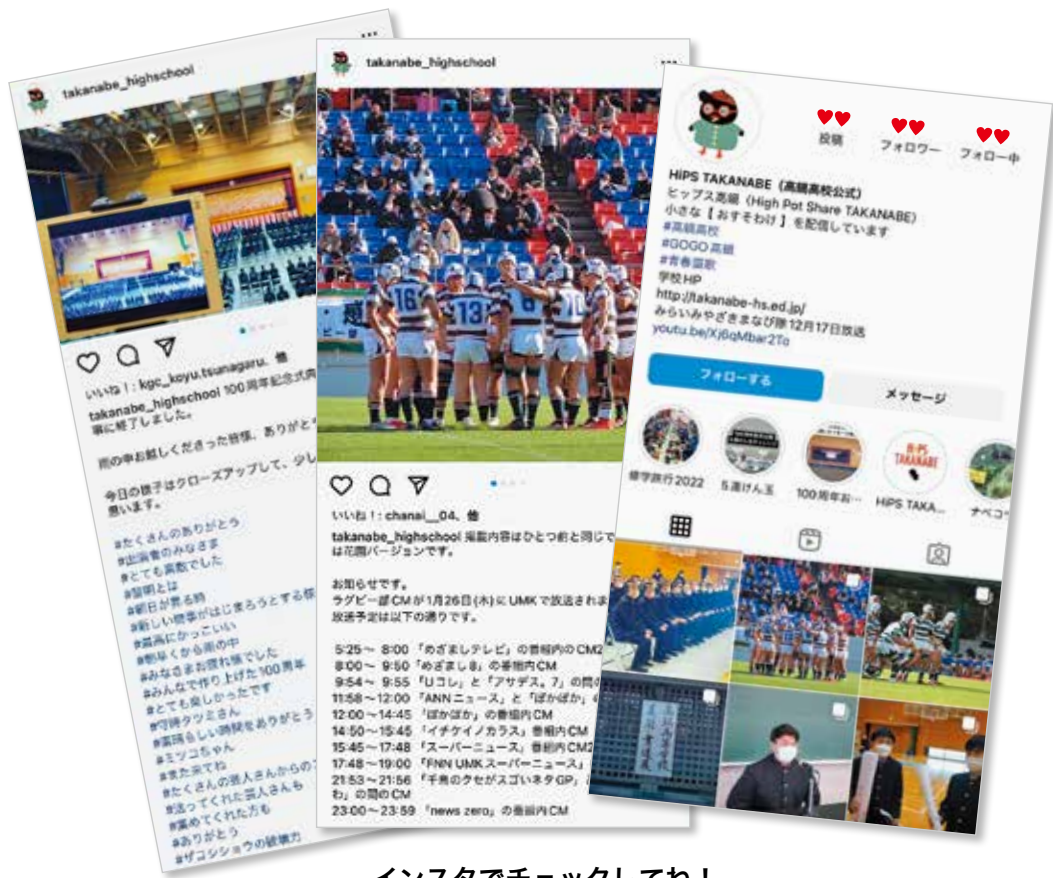 takanabe_highschool
いいね!: kgc_koyu.tsunagaru、他
takanabe_highschool 100周年記念式典
事に終了しました。
雨の中お越しくださった皆様、ありがとう
今日の様子はクローズアップして、少し
思います。
#たくさんのありがとう
#出演者のみなさま
#とても素敵でした
#黎明とは
#朝日が昇る時
#新しい物事がはじまろうとする様
#最高にかっこいい
#朝早くから雨の中
#みなさまお疲れ様でした
#みんなで作り上げた100周年
#とても楽しかったです
#守時タツミさん
#素晴らしい時候をありがとう
#ミツコちゃん
#また来てね
#たくさんの芸人さんからの
#送ってくれた芸人さんも
#集めてくれた方も
#ありがとう
#ザコシショウの破壊力
takanabe_highschool
16 13 8 10
いいね!: chanai__04、他
takanabe_highschool 掲載内容はひとつ前と同じで
は花園バージョンです。
お知らせです。
ラグビー部CMが1月26日(木)にUMKで放送されま
放送予定は以下の通りです。
5:25〜 8:00 「めざましテレビ」の番組内のCM2
8:00〜 9:50 「めざまし8」の番組内CM
9:54〜 9:55 「Uコレ」と「アサデス。7」の間の
11:58〜12:00 「ANNニュース」と「ぽかぽか」の
12:00〜14:45 「ぽかぽか」の番組内CM
14:50〜15:45 「イチケイノカラス」番組内CM
15:45〜17:48 「スーパーニュース」番組内CM2
17:48〜19:00 「FNN UMKスーパーニュース」
21:53〜21:56 「千鳥のクセがスゴいネタGP」
わ」の間のCM
23:00〜23:59 「news zero」の番組内CM
投稿 フォロワー フォロー中
HiPS TAKANABE(高鍋高校公式)
ヒップス高鍋(High Pot Share TAKANABE)
小さな【おすそわけ】を配信しています
#高鍋高校
#GOGO高鍋
#青春謳歌
学校HP
http://takanabe-hs.ed.jp/
みらいみやざきまなび隊12月17日放送
youtu.be/Xj6qMbar2To
フォローする メッセージ
HiPS
TAKANABE
修学旅行2022 5連けん玉 100周年お… HiPS TAKA… ナベコ
インスタでチェックしてね!